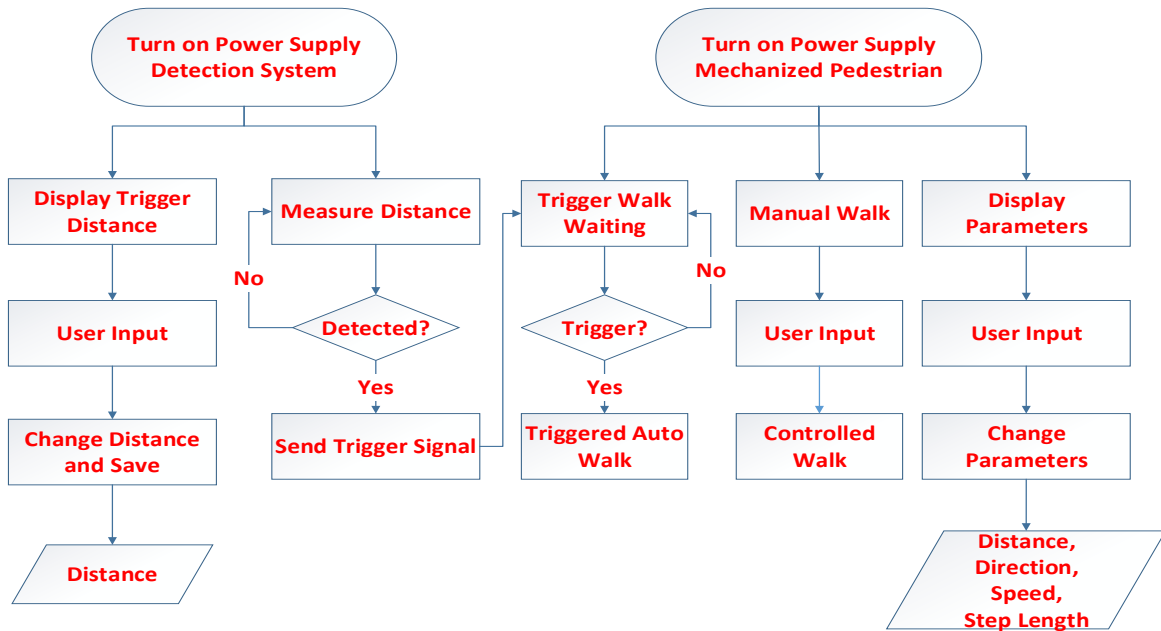 Turn on Power Supply
Detection System
Turn on Power Supply
Mechanized Pedestrian
Display Trigger
Distance
Measure Distance
Trigger Walk
Waiting
Manual Walk
Display
Parameters
No
No
User Input
Detected?
Trigger?
User Input
User Input
Yes
Yes
Change Distance
and Save
Send Trigger Signal
Triggered Auto
Walk
Controlled
Walk
Change
Parameters
Distance
Distance,
Direction,
Speed,
Step Length